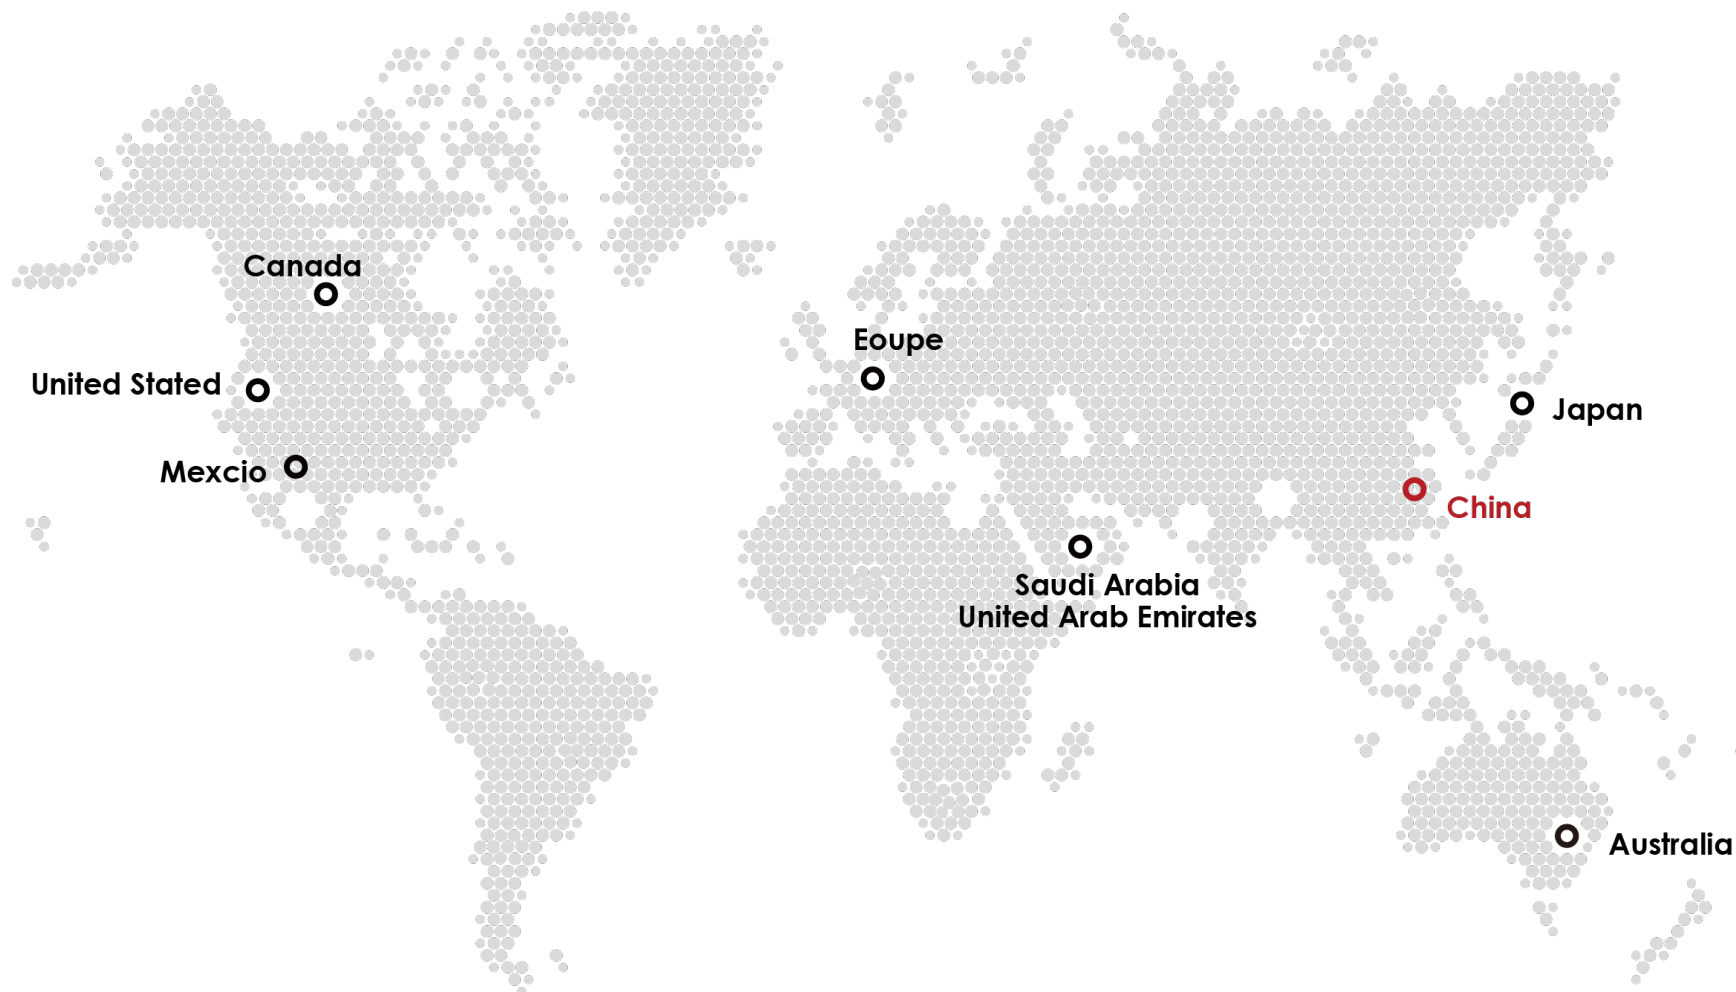 Canada
Eoupe
United Stated
Japan
Mexcio
China
Saudi Arabia
United Arab Emirates
Australia